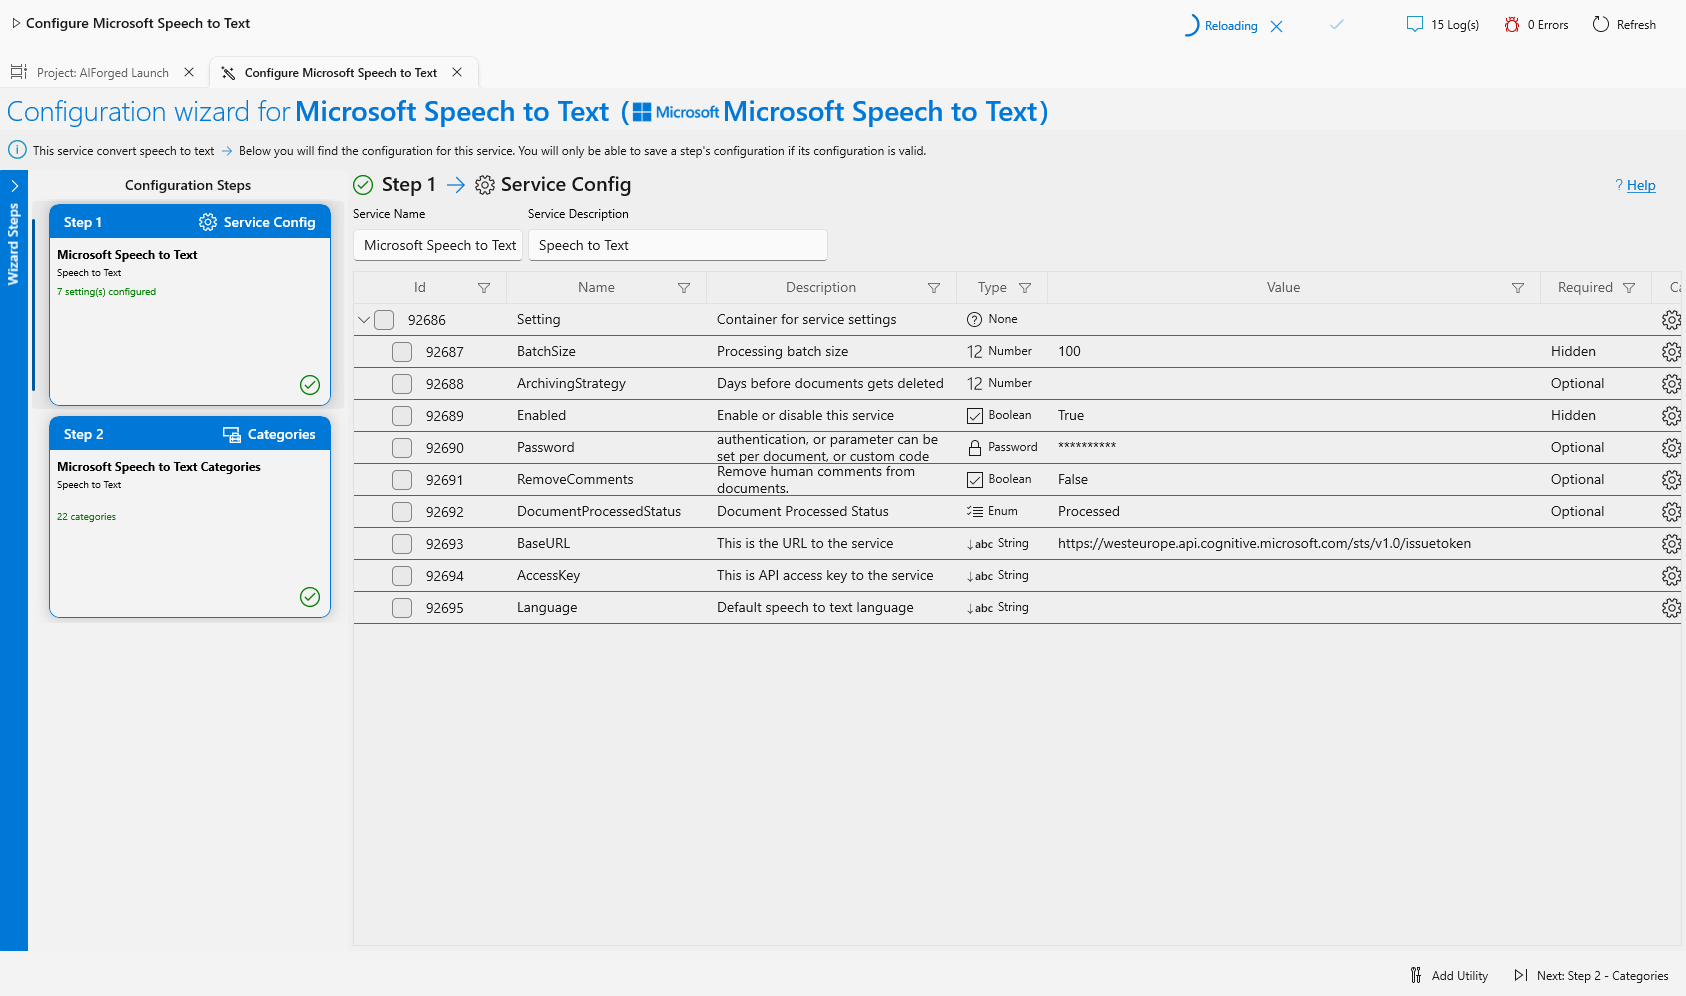 Configure Microsoft Speech to Text
Reloading
15 Log(s)
0 Errors
Refresh
Project: AIForged Launch
Configure Microsoft Speech to Text
Configuration wizard for Microsoft Speech to Text (Microsoft Microsoft Speech to Text)
This service convert speech to text → Below you will find the configuration for this service. You will only be able to save a step's configuration if its configuration is valid.
Wizard Steps
Configuration Steps
Step 1 Service Config
Microsoft Speech to Text
Speech to Text
7 setting(s) configured
Step 2 Categories
Microsoft Speech to Text Categories
Speech to Text
22 categories
Step 1 → Service Config
? Help
Service Name Service Description
Microsoft Speech to Text Speech to Text
Id Name Description Type Value Required Ca
92686 Setting Container for service settings None
92687 BatchSize Processing batch size 12 Number 100 Hidden
92688 ArchivingStrategy Days before documents gets deleted 12 Number Optional
92689 Enabled Enable or disable this service Boolean True Hidden
92690 Password authentication, or parameter can be set per document, or custom code Password ********** Optional
92691 RemoveComments Remove human comments from documents. Boolean False Optional
92692 DocumentProcessedStatus Document Processed Status Enum Processed Optional
92693 BaseURL This is the URL to the service abc String https://westeurope.api.cognitive.microsoft.com/sts/v1.0/issuetoken
92694 AccessKey This is API access key to the service abc String
92695 Language Default speech to text language abc String
Add Utility
Next: Step 2 - Categories